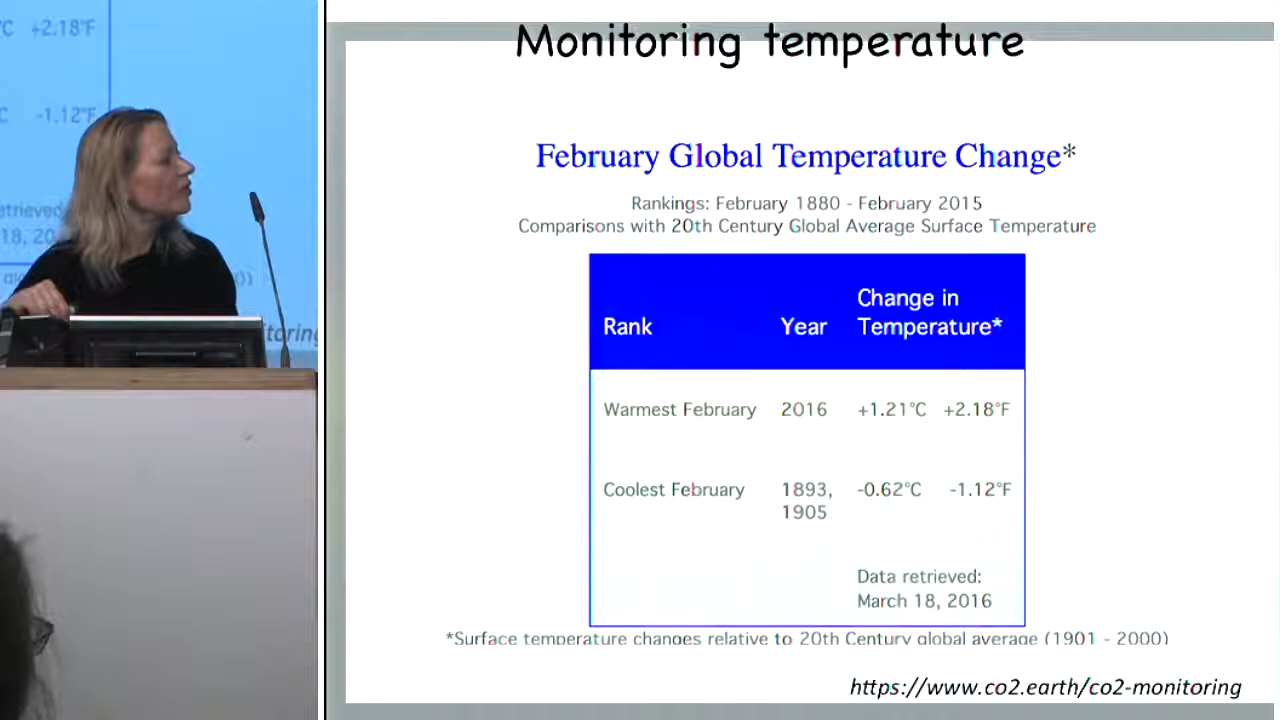 Monitoring temperature
February Global Temperature Change*
Rankings: February 1880 - February 2015
Comparisons with 20th Century Global Average Surface Temperature
Rank Year Change in Temperature*
Warmest February 2016 +1.21°C +2.18°F
Coolest February 1893, 1905 -0.62°C -1.12°F
Data retrieved:
March 18, 2016
*Surface temperature changes relative to 20th Century global average (1901 - 2000)
https://www.co2.earth/co2-monitoring
C +2.18°F
C -1.12°F
etrieved
18, 20
itoring